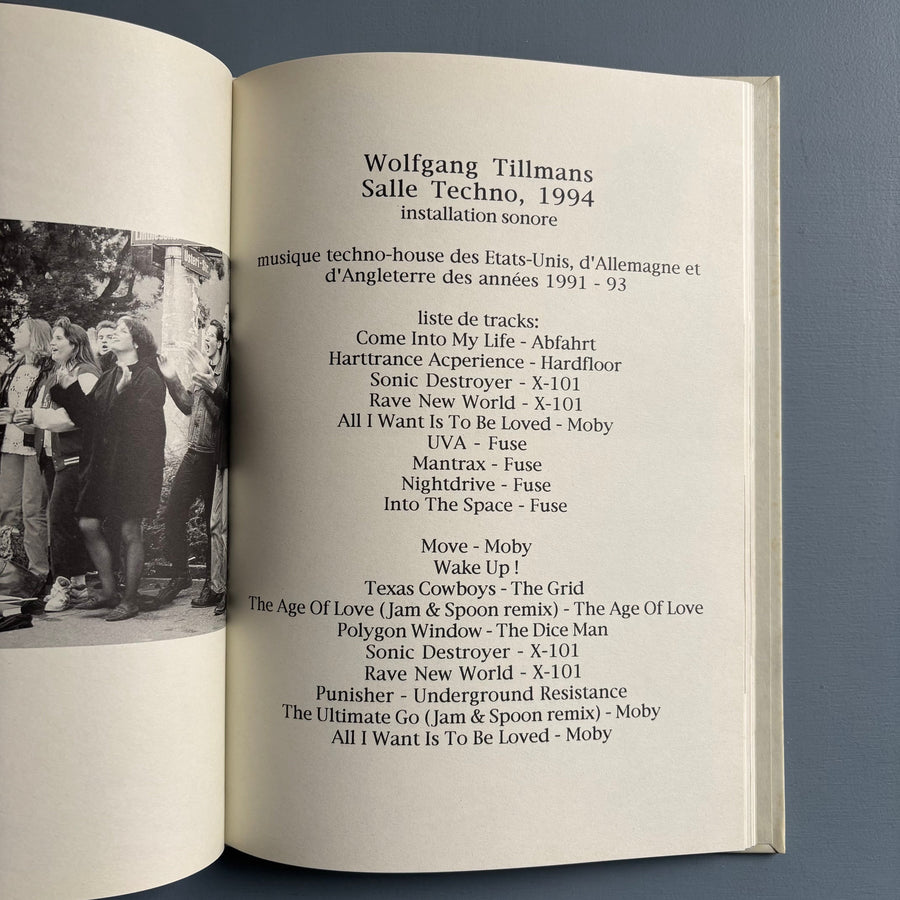 Wolfgang Tillmans
Salle Techno, 1994
installation sonore
musique techno-house des Etats-Unis, d'Allemagne et
d'Angleterre des années 1991 - 93
liste de tracks:
Come Into My Life - Abfahrt
Harttrance Acperience - Hardfloor
Sonic Destroyer - X-101
Rave New World - X-101
All I Want Is To Be Loved - Moby
UVA - Fuse
Mantrax - Fuse
Nightdrive - Fuse
Into The Space - Fuse
Move - Moby
Wake Up !
Texas Cowboys - The Grid
The Age Of Love (Jam & Spoon remix) - The Age Of Love
Polygon Window - The Dice Man
Sonic Destroyer - X-101
Rave New World - X-101
Punisher - Underground Resistance
The Ultimate Go (Jam & Spoon remix) - Moby
All I Want Is To Be Loved - Moby